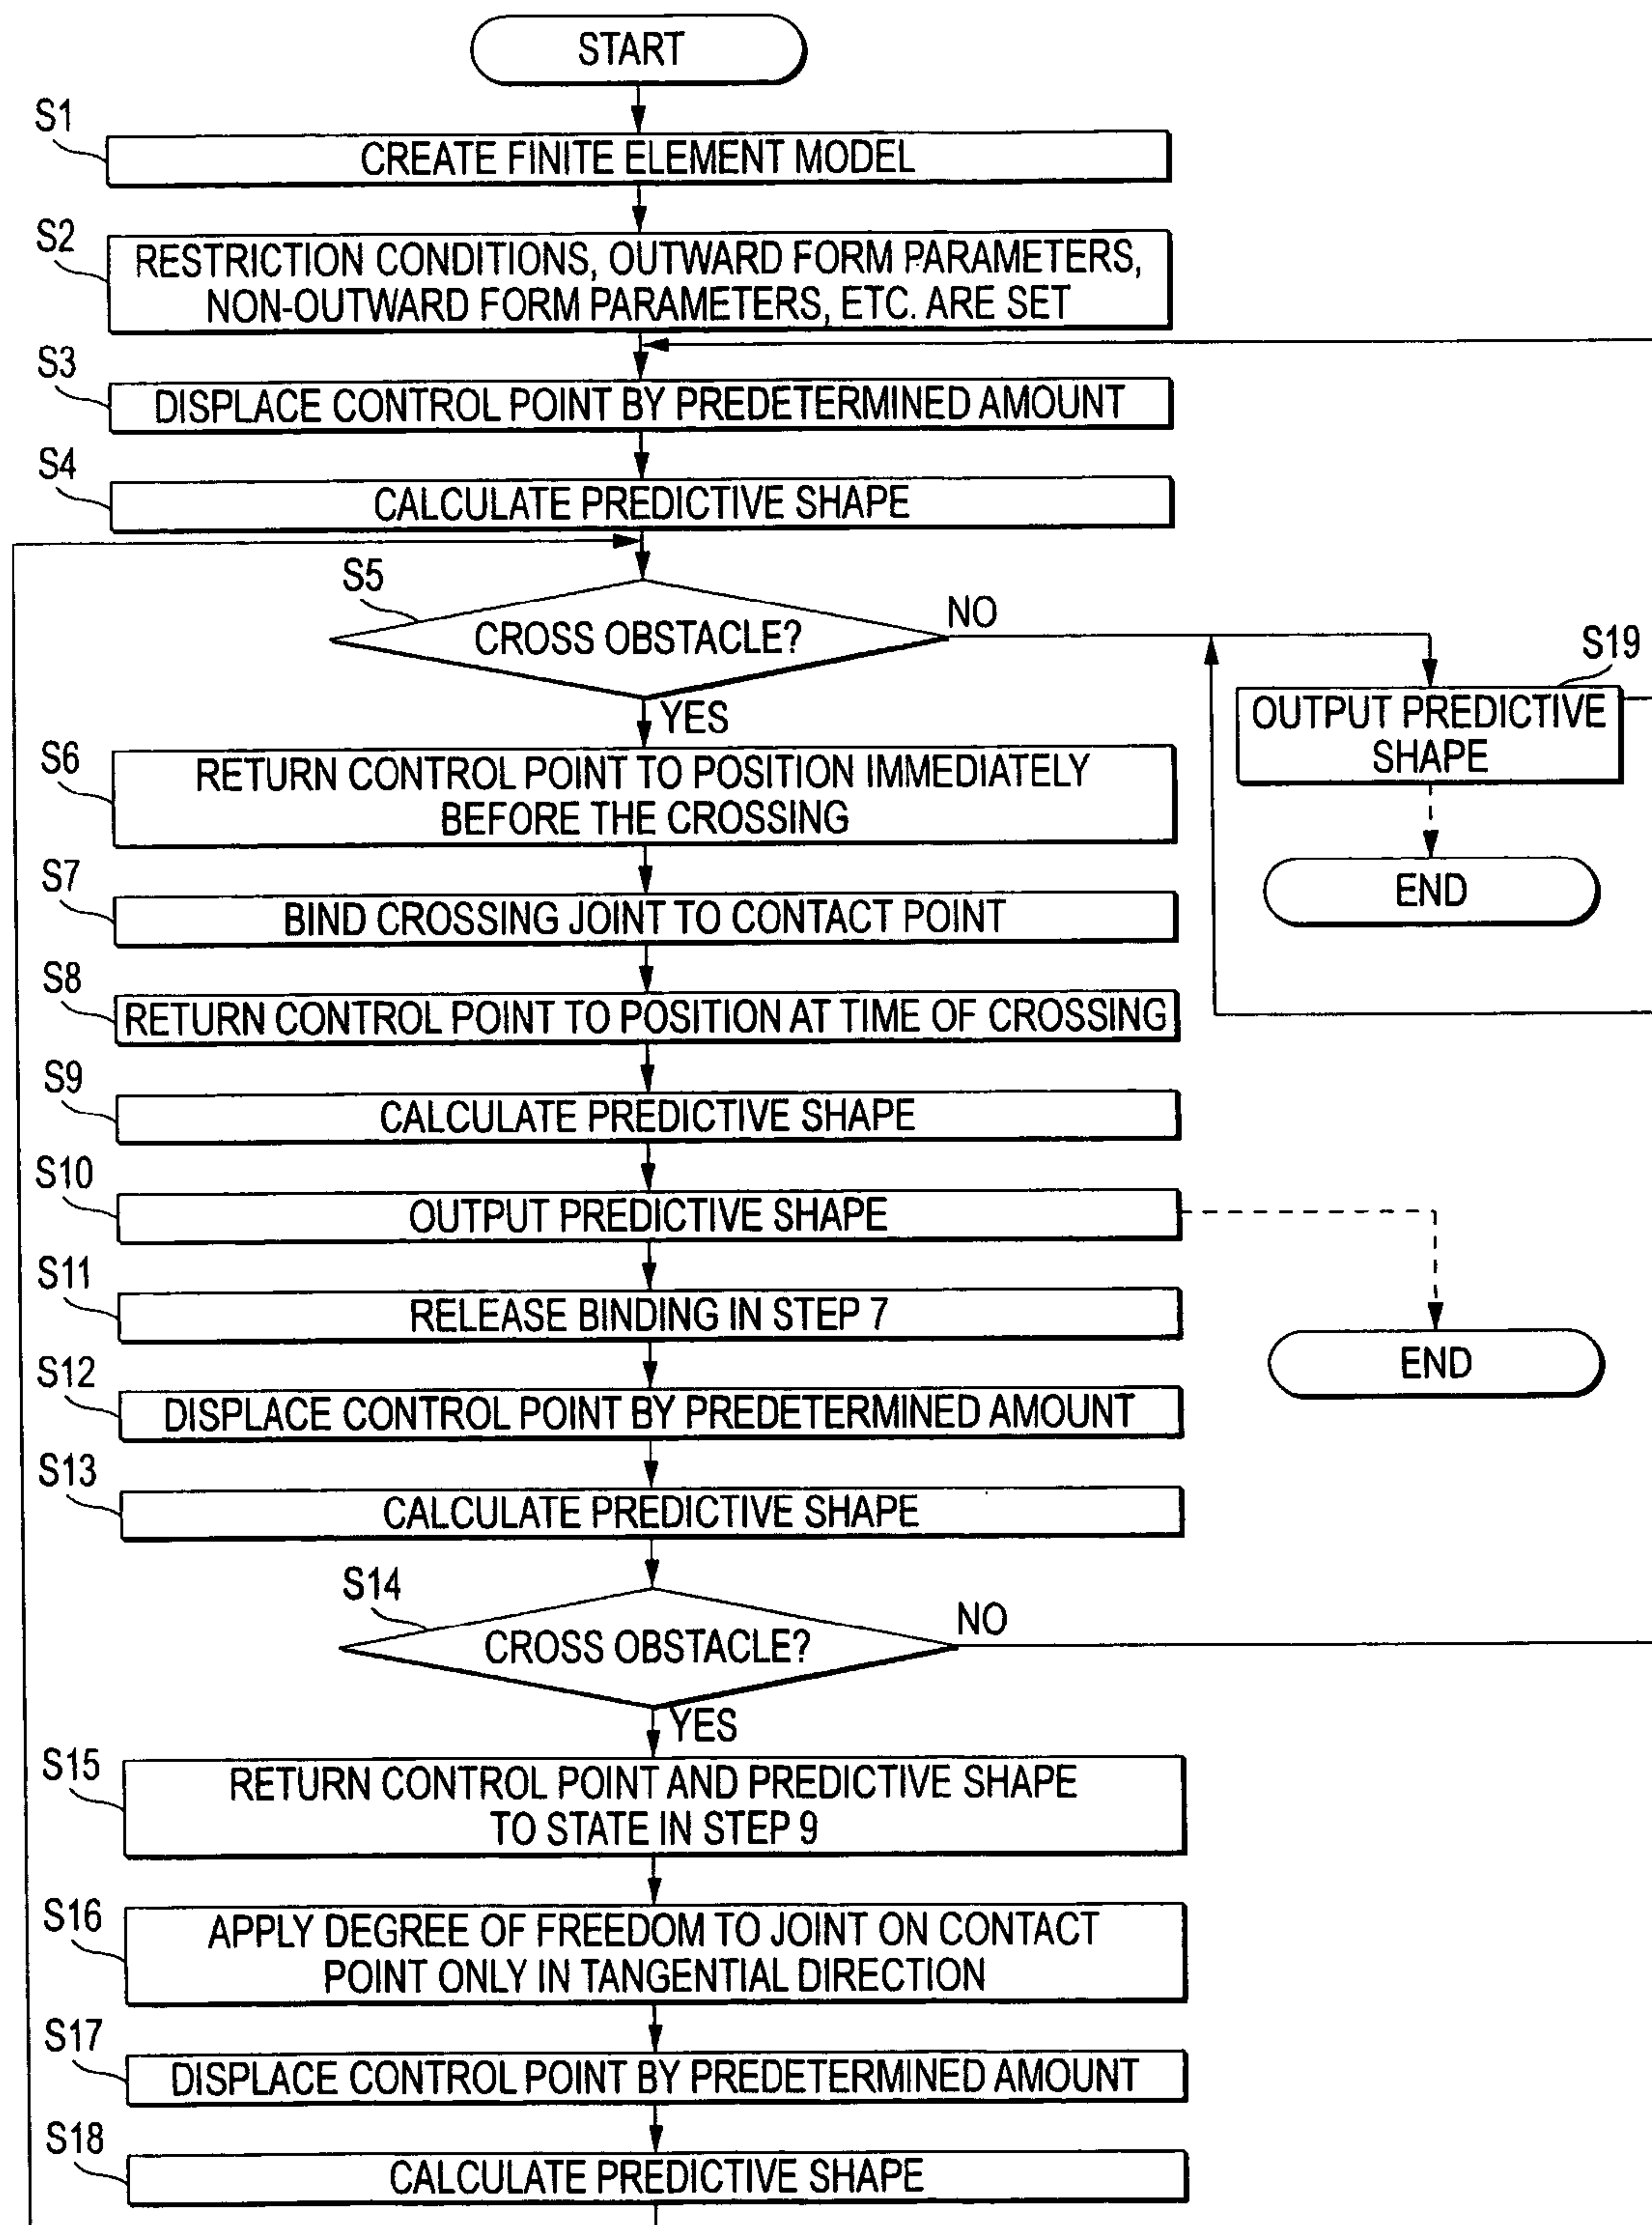 START
S1
CREATE FINITE ELEMENT MODEL
S2
RESTRICTION CONDITIONS, OUTWARD FORM PARAMETERS,
NON-OUTWARD FORM PARAMETERS, ETC. ARE SET
S3
DISPLACE CONTROL POINT BY PREDETERMINED AMOUNT
S4
CALCULATE PREDICTIVE SHAPE
S5
CROSS OBSTACLE?
NO
YES
S19
OUTPUT PREDICTIVE
SHAPE
END
S6
RETURN CONTROL POINT TO POSITION IMMEDIATELY
BEFORE THE CROSSING
S7
BIND CROSSING JOINT TO CONTACT POINT
S8
RETURN CONTROL POINT TO POSITION AT TIME OF CROSSING
S9
CALCULATE PREDICTIVE SHAPE
S10
OUTPUT PREDICTIVE SHAPE
END
S11
RELEASE BINDING IN STEP 7
S12
DISPLACE CONTROL POINT BY PREDETERMINED AMOUNT
S13
CALCULATE PREDICTIVE SHAPE
S14
CROSS OBSTACLE?
NO
YES
S15
RETURN CONTROL POINT AND PREDICTIVE SHAPE
TO STATE IN STEP 9
S16
APPLY DEGREE OF FREEDOM TO JOINT ON CONTACT
POINT ONLY IN TANGENTIAL DIRECTION
S17
DISPLACE CONTROL POINT BY PREDETERMINED AMOUNT
S18
CALCULATE PREDICTIVE SHAPE